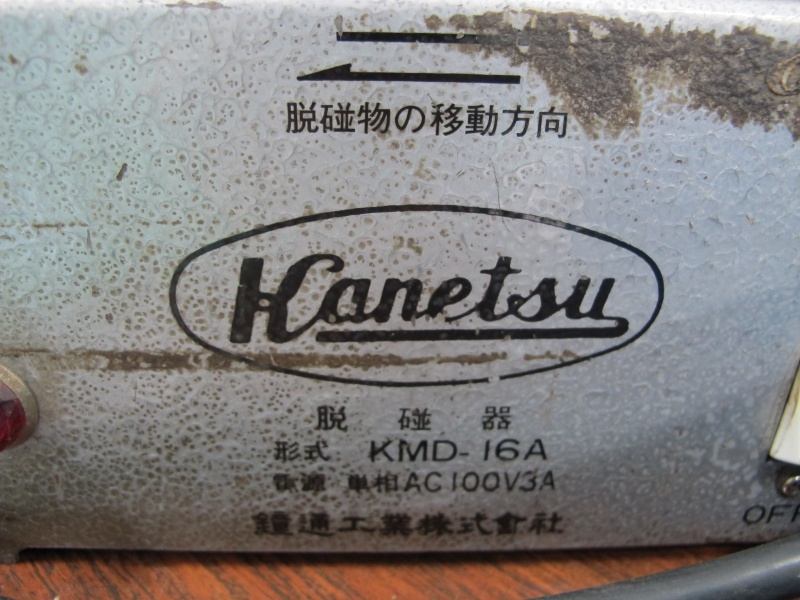 脱磁物の移動方向
Kanetsu
脱磁器
形式 KMD-16A
電源 単相AC100V3A
鐘通工業株式會社
OFF